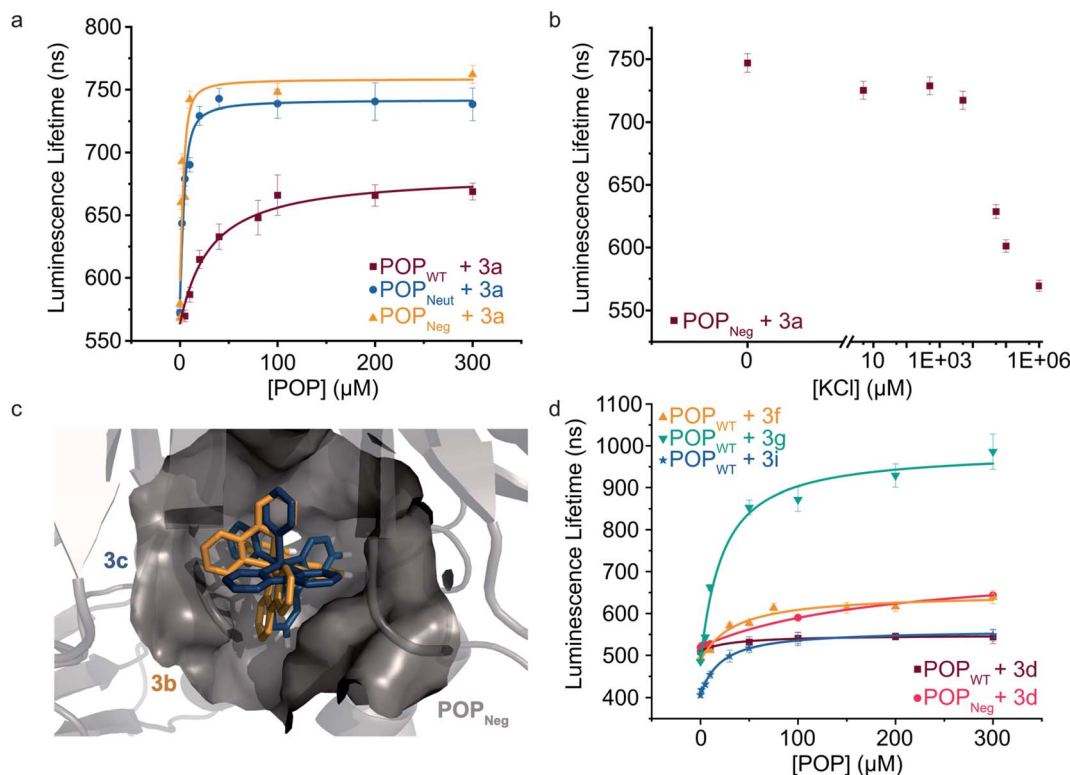 a
Luminescence Lifetime (ns)
800
750
700
650
600
550
0
100
200
300
[POP] (µM)
POPWT + 3a
POPNeut + 3a
POPNeg + 3a
b
Luminescence Lifetime (ns)
750
700
650
600
550
0
10
1E+03
1E+06
[KCl] (µM)
POPNeg + 3a
c
3c
3b
POPNeg
d
Luminescence Lifetime (ns)
1100
1000
900
800
700
600
500
400
0
100
200
300
[POP] (µM)
POPWT + 3f
POPWT + 3g
POPWT + 3i
POPWT + 3d
POPNeg + 3d